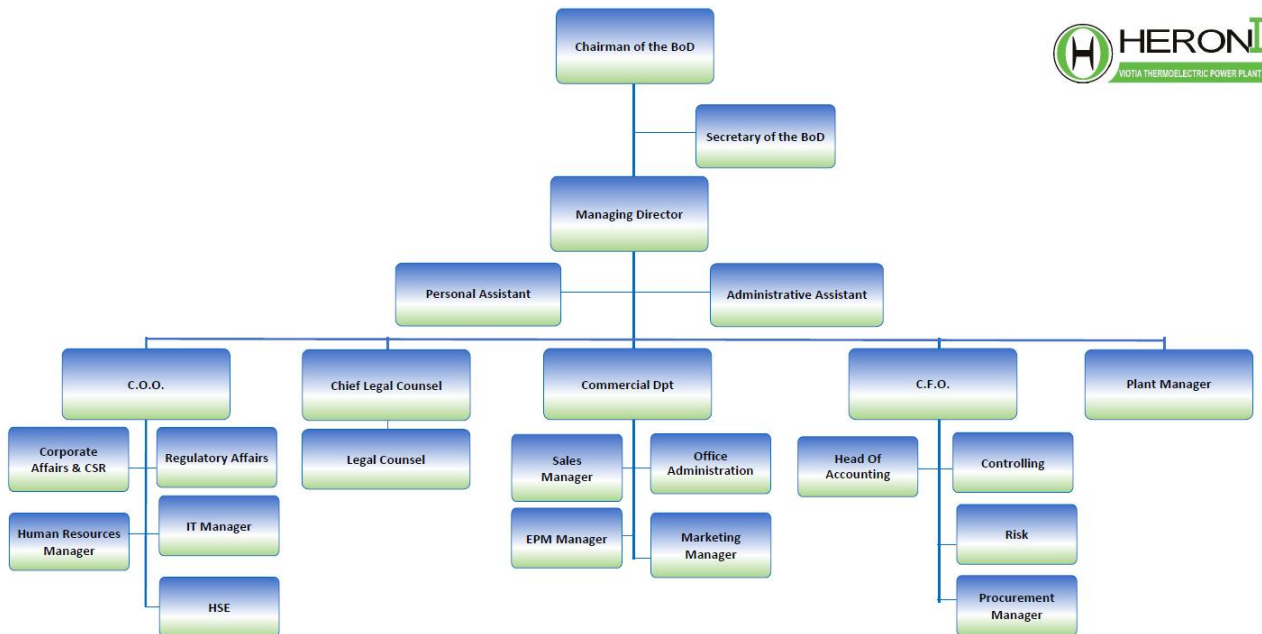 Chairman of the BoD
HERON I
VIOTIA THERMOELECTRIC POWER PLANT
Secretary of the BoD
Managing Director
Personal Assistant
Administrative Assistant
C.O.O.
Chief Legal Counsel
Commercial Dpt
C.F.O.
Plant Manager
Corporate
Affairs & CSR
Regulatory Affairs
Human Resources
Manager
IT Manager
HSE
Legal Counsel
Sales
Manager
Office
Administration
EPM Manager
Marketing
Manager
Head Of
Accounting
Controlling
Risk
Procurement
Manager